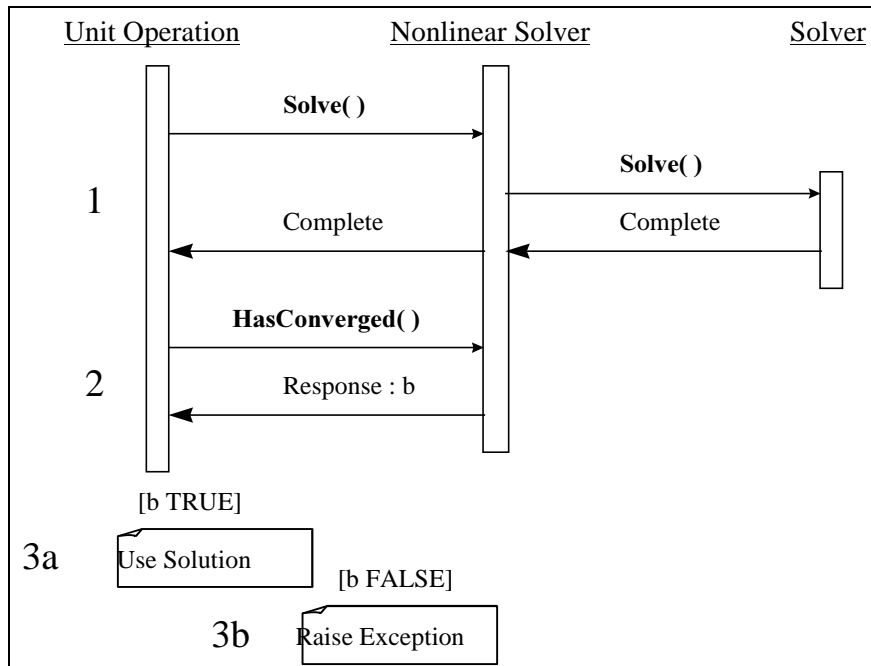 Unit Operation Nonlinear Solver Solver
Solve( )
Solve( )
1
Complete Complete
HasConverged( )
2
Response : b
[b TRUE]
3a Use Solution
[b FALSE]
3b Raise Exception